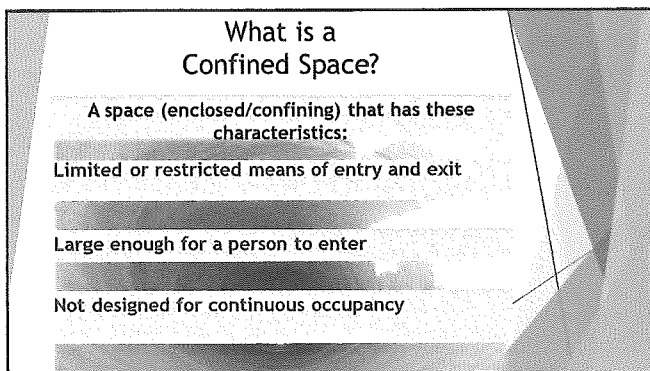 What is a
Confined Space?
A space (enclosed/confining) that has these
characteristics:
Limited or restricted means of entry and exit
Large enough for a person to enter
Not designed for continuous occupancy